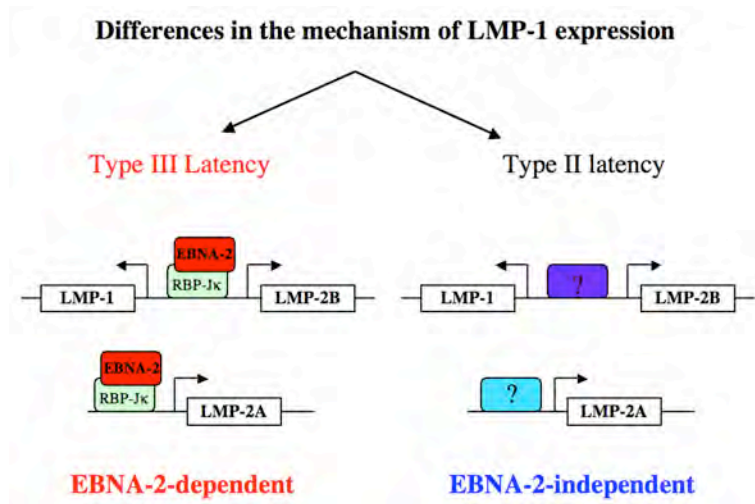 Differences in the mechanism of LMP-1 expression
Type III Latency
Type II latency
EBNA-2
RBP-Jκ
LMP-1
LMP-2B
?
LMP-1
LMP-2B
EBNA-2
RBP-Jκ
LMP-2A
?
LMP-2A
EBNA-2-dependent
EBNA-2-independent